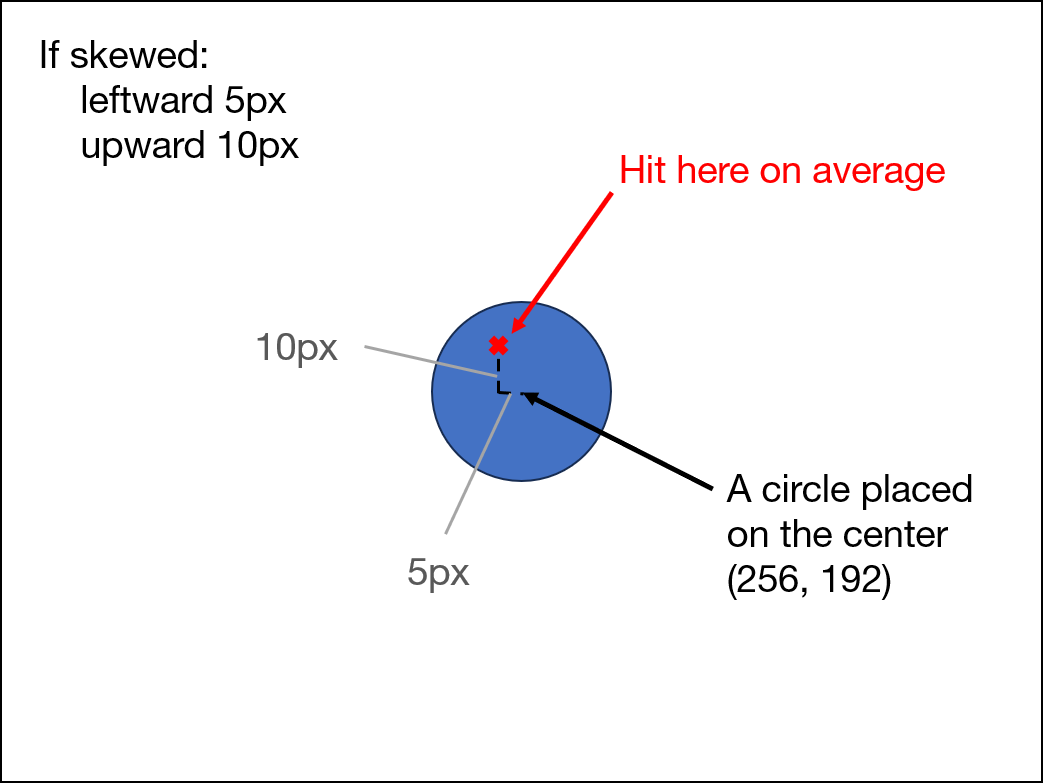 If skewed:
leftward 5px
upward 10px
Hit here on average
10px
5px
A circle placed
on the center
(256, 192)